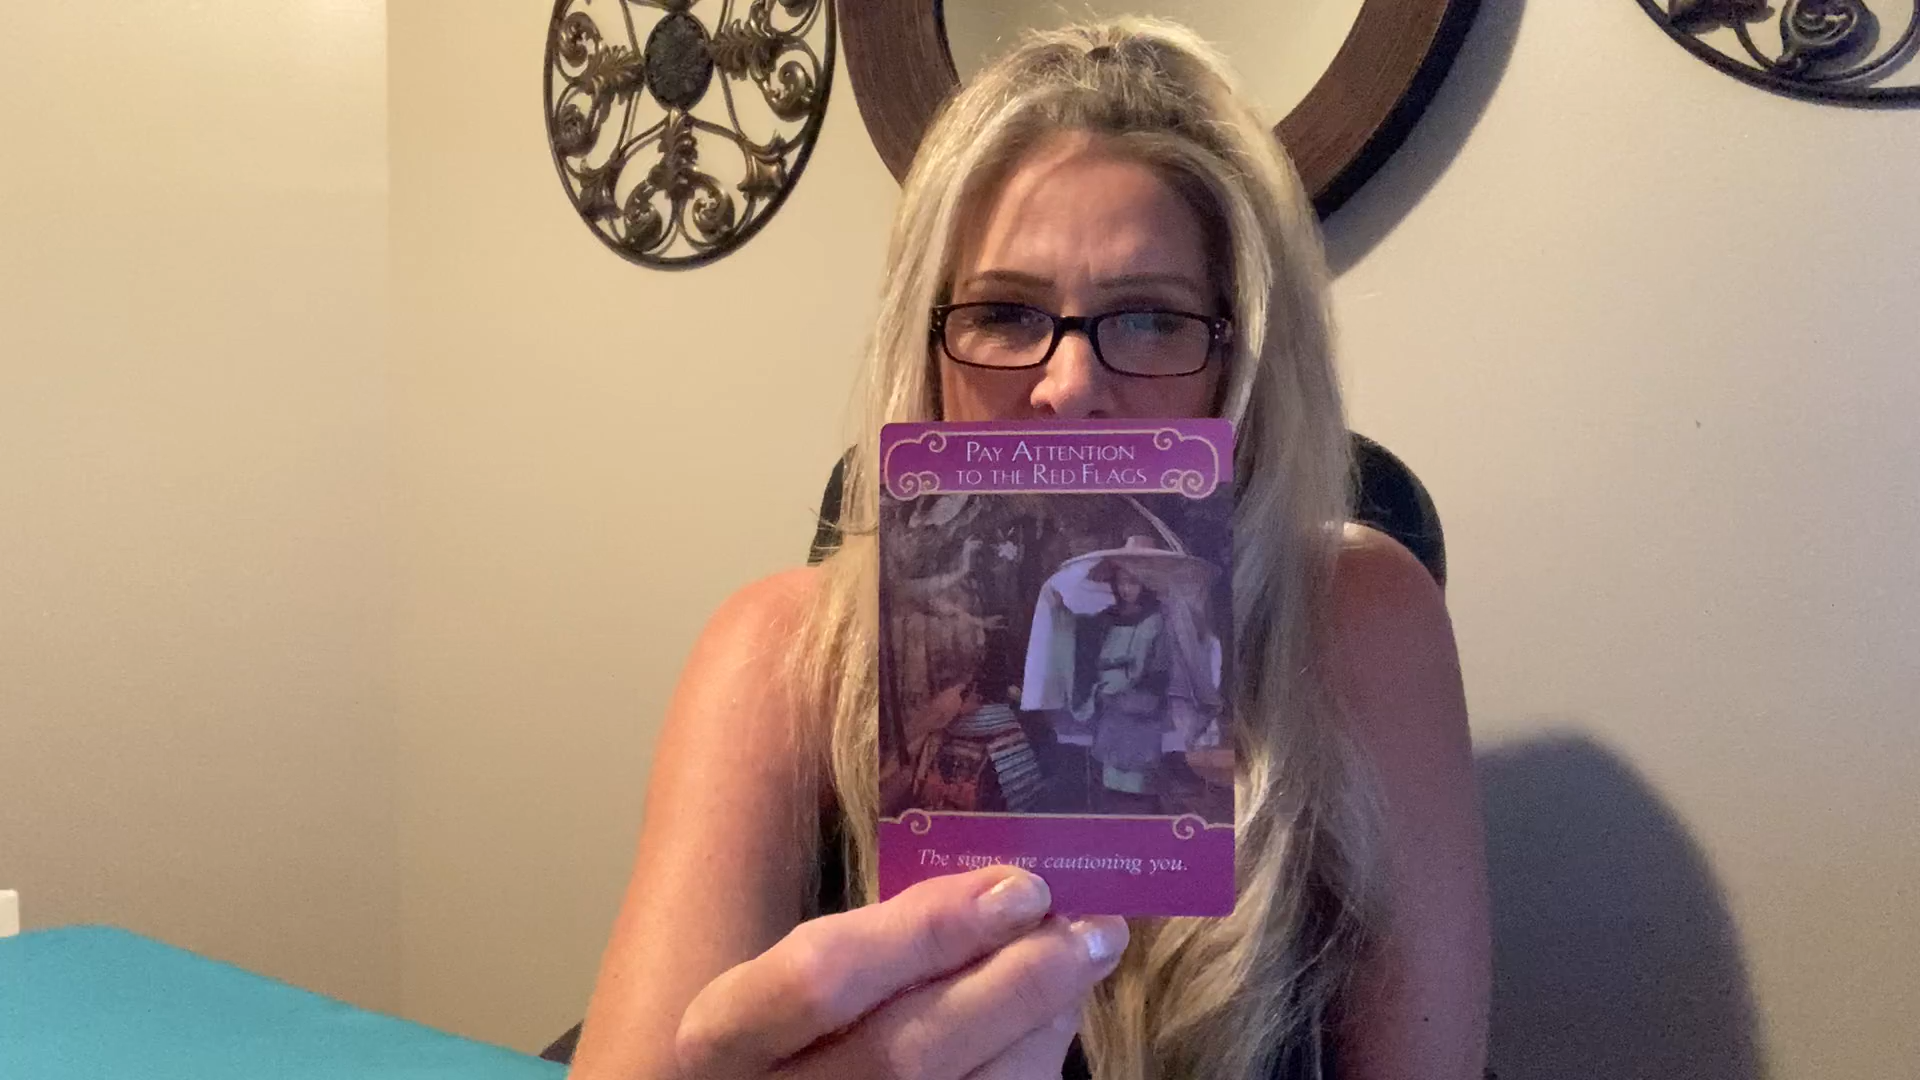 PAY ATTENTION
TO THE RED FLAGS
The signs are cautioning you.